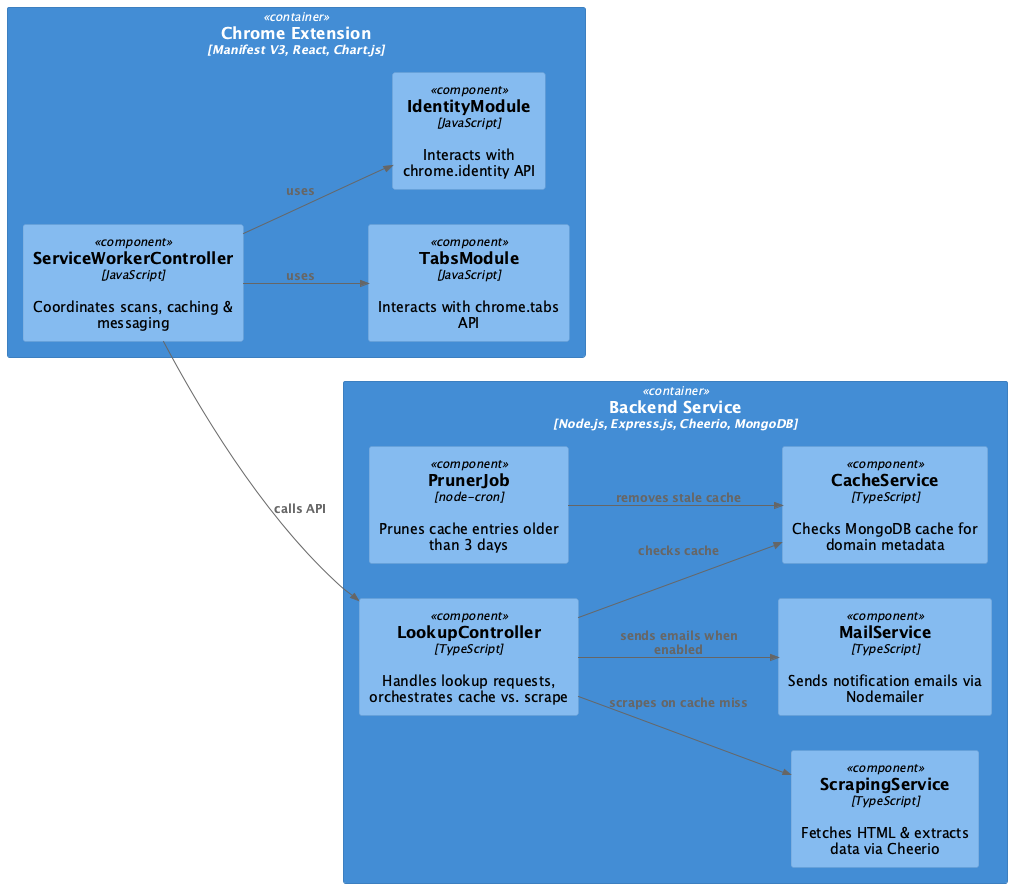 «container»
Chrome Extension
[Manifest V3, React, Chart.js]
«component»
IdentityModule
[JavaScript]
Interacts with
chrome.identity API
uses
«component»
ServiceWorkerController
[JavaScript]
Coordinates scans, caching &
messaging
uses
«component»
TabsModule
[JavaScript]
Interacts with chrome.tabs
API
calls API
«container»
Backend Service
[Node.js, Express.js, Cheerio, MongoDB]
«component»
PrunerJob
[node-cron]
Prunes cache entries older
than 3 days
removes stale cache
«component»
CacheService
[TypeScript]
Checks MongoDB cache for
domain metadata
checks cache
«component»
LookupController
[TypeScript]
Handles lookup requests,
orchestrates cache vs. scrape
sends emails when
enabled
«component»
MailService
[TypeScript]
Sends notification emails via
Nodemailer
scrapes on cache miss
«component»
ScrapingService
[TypeScript]
Fetches HTML & extracts
data via Cheerio